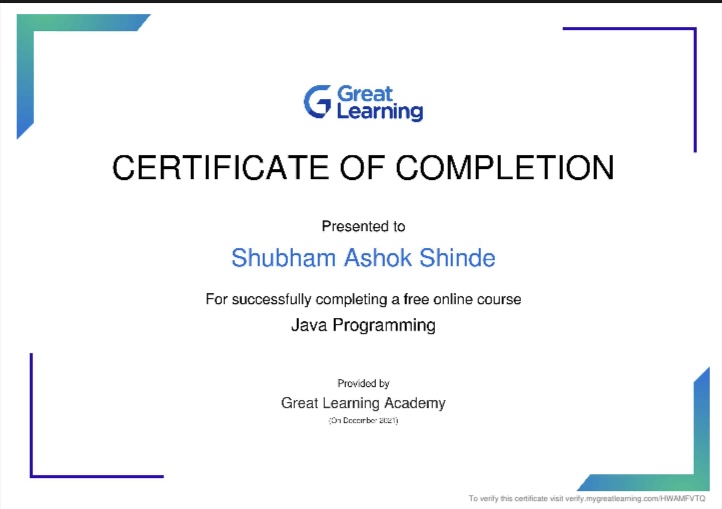 Great
Learning
CERTIFICATE OF COMPLETION
Presented to
Shubham Ashok Shinde
For successfully completing a free online course
Java Programming
Provided by
Great Learning Academy
(On December 2021)
To verify this certificate visit verify.mygreatlearning.com/HWAMFVTQ